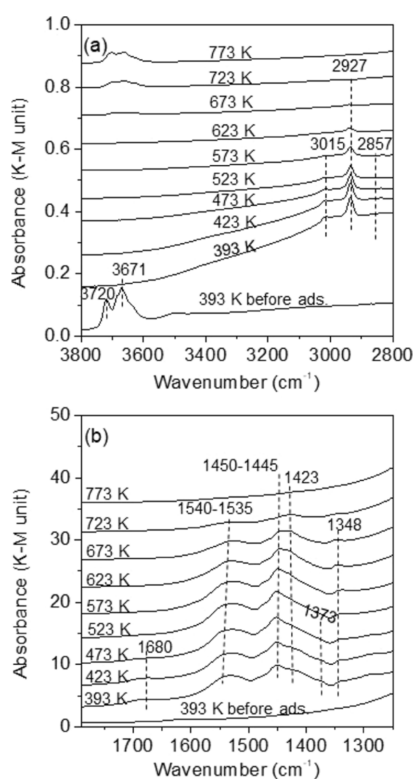 (a)
773 K
723 K
673 K
623 K
573 K
523 K
473 K
423 K
393 K
393 K before ads.
2927
3015
2857
3671
3720
1.0
0.8
0.6
0.4
0.2
0.0
Absorbance (K-M unit)
3800 3600 3400 3200 3000 2800
Wavenumber (cm⁻¹)
(b)
1450-1445
1423
1540-1535
1348
1373
1680
773 K
723 K
673 K
623 K
573 K
523 K
473 K
423 K
393 K
393 K before ads.
50
40
30
20
10
0
Absorbance (K-M unit)
1700 1600 1500 1400 1300
Wavenumber (cm⁻¹)